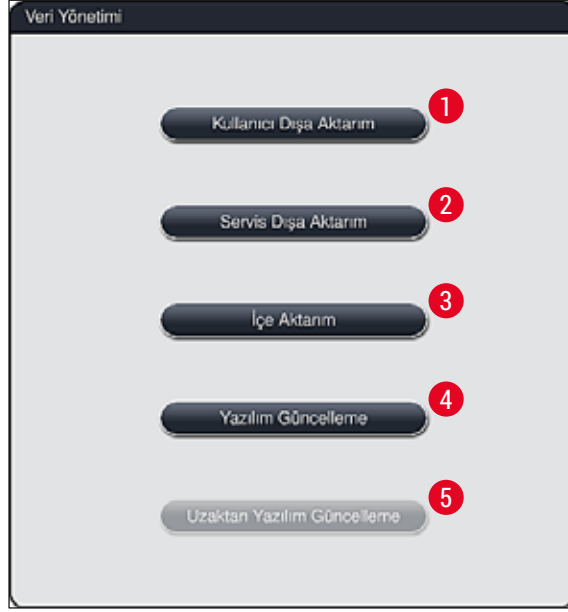 Veri Yönetimi
Kullanıcı Dışa Aktarım
1
Servis Dışa Aktarım
2
İçe Aktarım
3
Yazılım Güncelleme
4
Uzaktan Yazılım Güncelleme
5